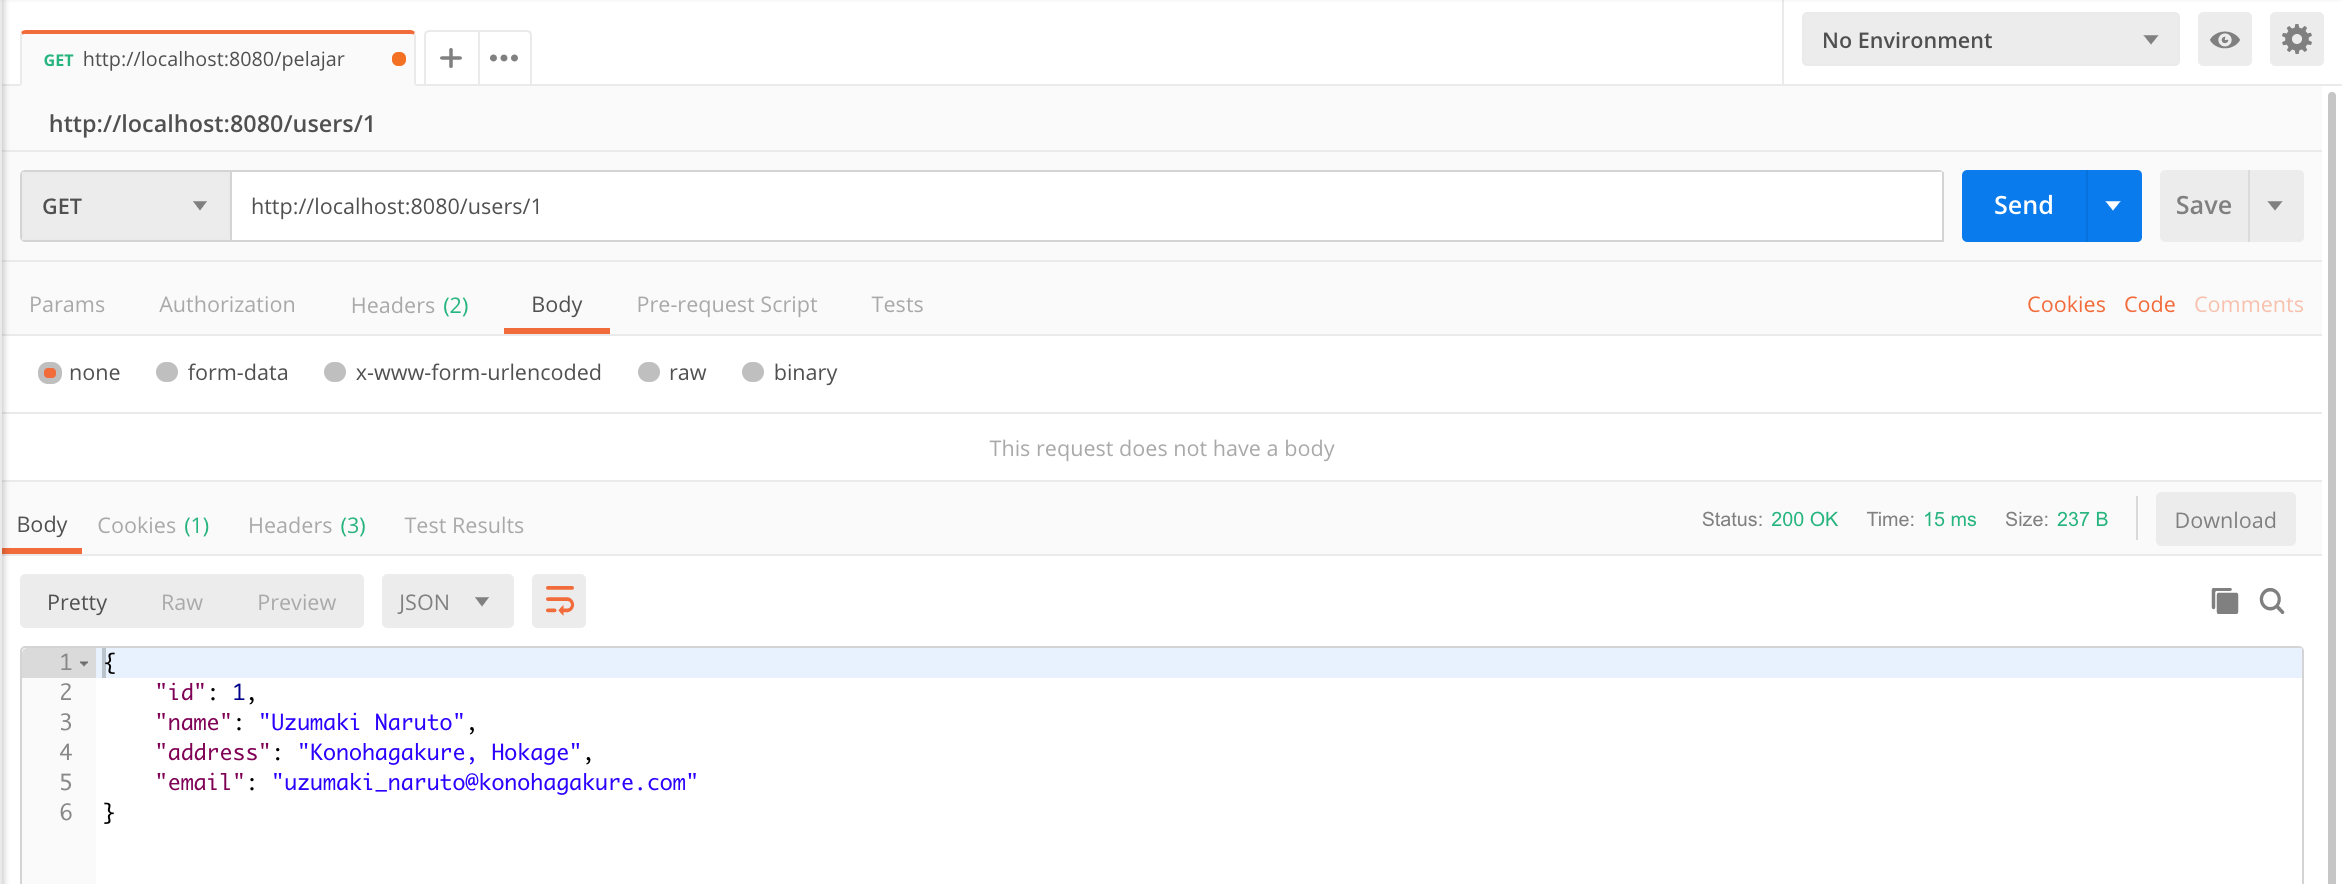 GET http://localhost:8080/pelajar
No Environment
http://localhost:8080/users/1
GET http://localhost:8080/users/1 Send Save
Params Authorization Headers (2) Body Pre-request Script Tests Cookies Code Comments
none form-data x-www-form-urlencoded raw binary
This request does not have a body
Body Cookies (1) Headers (3) Test Results Status: 200 OK Time: 15 ms Size: 237 B Download
Pretty Raw Preview JSON
1 {
2 "id": 1,
3 "name": "Uzumaki Naruto",
4 "address": "Konohagakure, Hokage",
5 "email": "uzumaki_naruto@konohagakure.com"
6 }